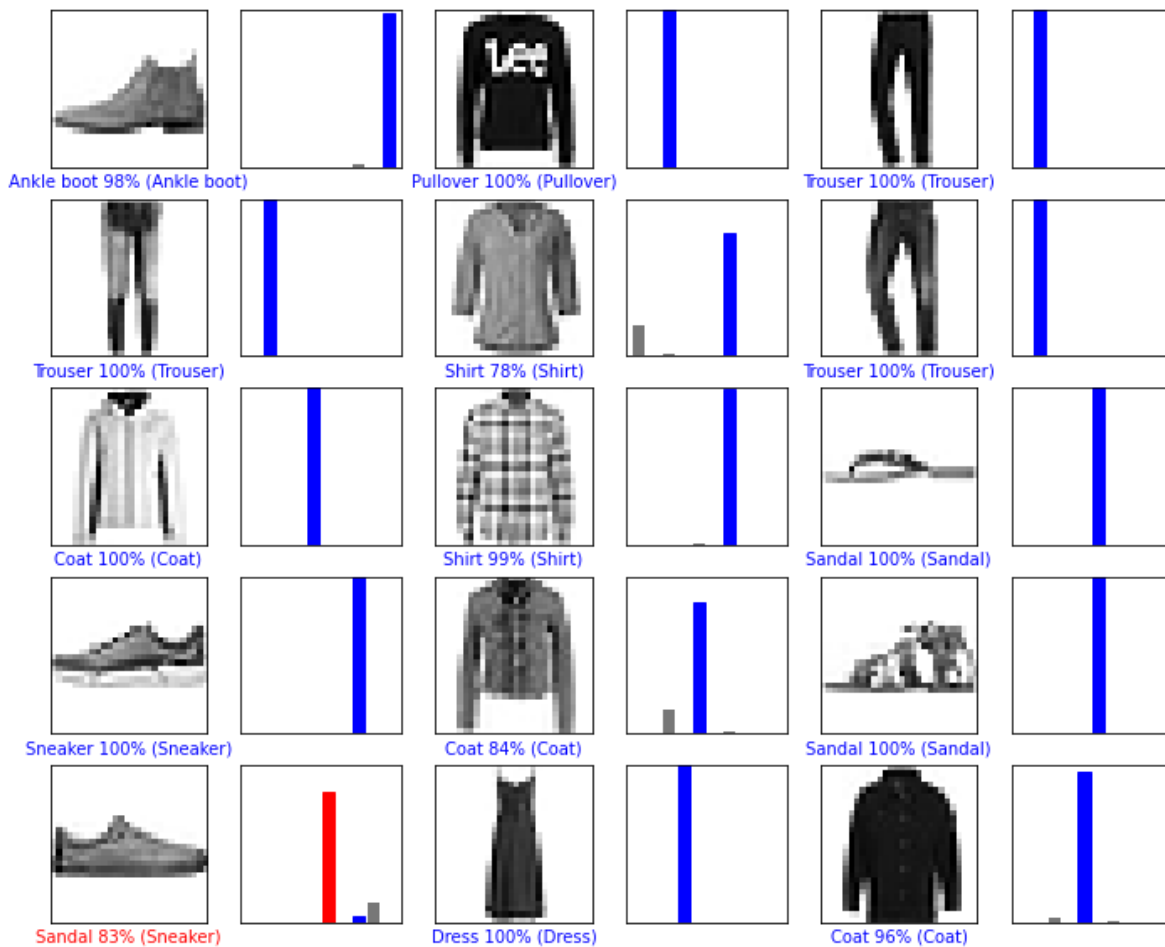 Lee
Ankle boot 98% (Ankle boot)
Pullover 100% (Pullover)
Trouser 100% (Trouser)
Trouser 100% (Trouser)
Shirt 78% (Shirt)
Trouser 100% (Trouser)
Coat 100% (Coat)
Shirt 99% (Shirt)
Sandal 100% (Sandal)
Sneaker 100% (Sneaker)
Coat 84% (Coat)
Sandal 100% (Sandal)
Sandal 83% (Sneaker)
Dress 100% (Dress)
Coat 96% (Coat)